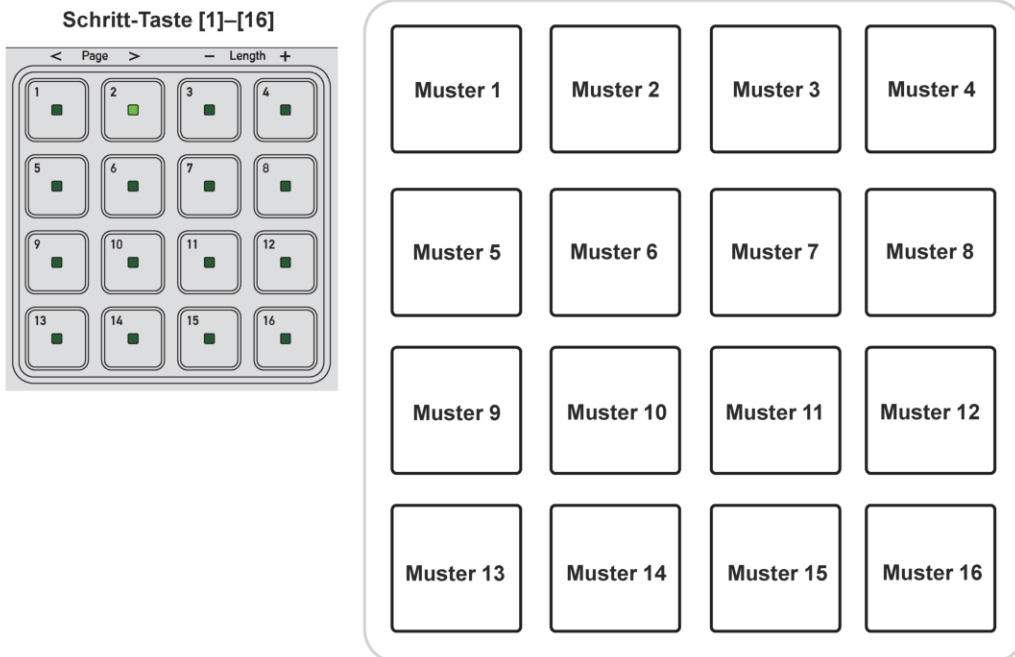 Schritt-Taste [1]–[16]
< Page > − Length +
1 2 3 4
5 6 7 8
9 10 11 12
13 14 15 16
Muster 1 Muster 2 Muster 3 Muster 4
Muster 5 Muster 6 Muster 7 Muster 8
Muster 9 Muster 10 Muster 11 Muster 12
Muster 13 Muster 14 Muster 15 Muster 16